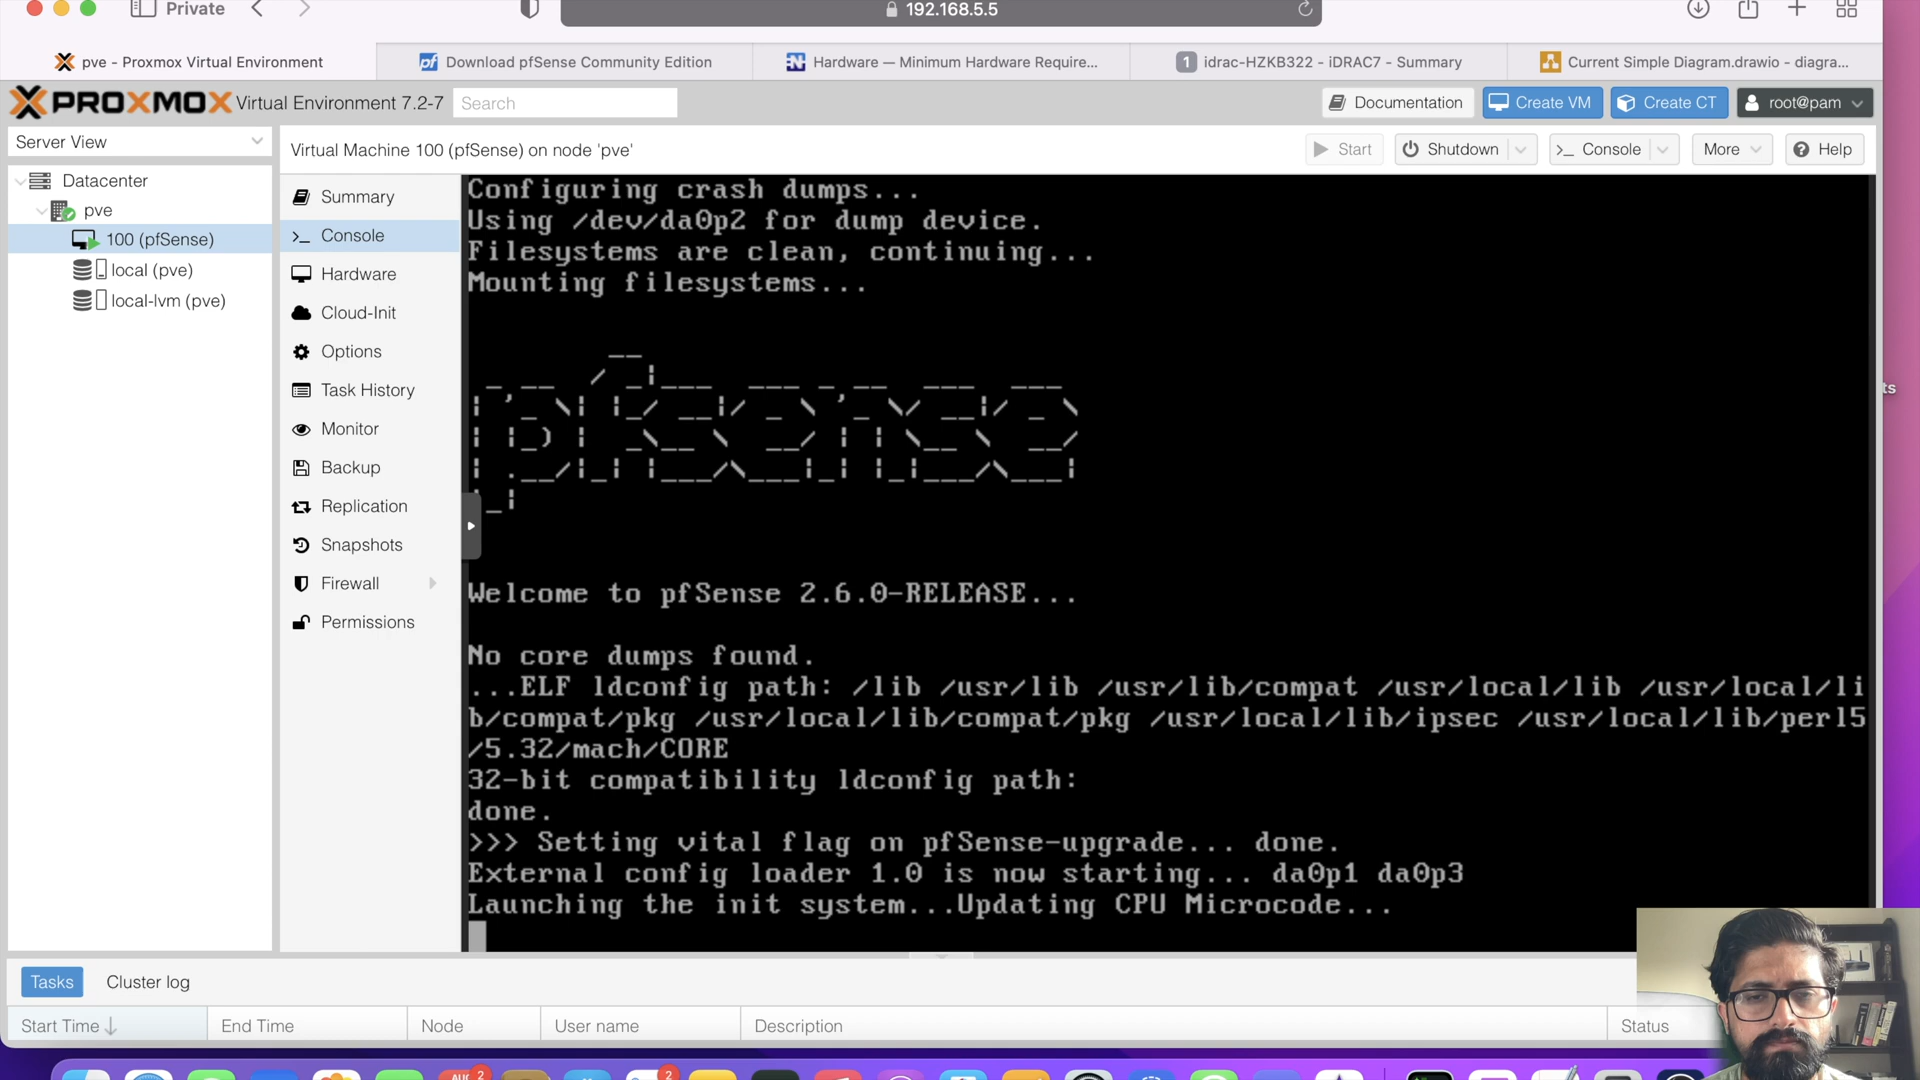 Private
192.168.5.5
pve - Proxmox Virtual Environment
pf Download pfSense Community Edition
N Hardware — Minimum Hardware Require...
1 idrac-HZKB322 - iDRAC7 - Summary
Current Simple Diagram.drawio - diagra...
PROXMOX Virtual Environment 7.2-7
Search
Documentation
Create VM
Create CT
root@pam
Server View
Virtual Machine 100 (pfSense) on node 'pve'
Start
Shutdown
Console
More
Help
Datacenter
pve
100 (pfSense)
local (pve)
local-lvm (pve)
Summary
Console
Hardware
Cloud-Init
Options
Task History
Monitor
Backup
Replication
Snapshots
Firewall
Permissions
Configuring crash dumps...
Using /dev/da0p2 for dump device.
Filesystems are clean, continuing...
Mounting filesystems...
pfsense
Welcome to pfSense 2.6.0-RELEASE...
No core dumps found.
...ELF ldconfig path: /lib /usr/lib /usr/lib/compat /usr/local/lib /usr/local/li
b/compat/pkg /usr/local/lib/compat/pkg /usr/local/lib/ipsec /usr/local/lib/perl5
/5.32/mach/CORE
32-bit compatibility ldconfig path:
done.
>>> Setting vital flag on pfSense-upgrade... done.
External config loader 1.0 is now starting... da0p1 da0p3
Launching the init system...Updating CPU Microcode...
ts
Tasks
Cluster log
Start Time
End Time
Node
User name
Description
Status
AUG
2
2